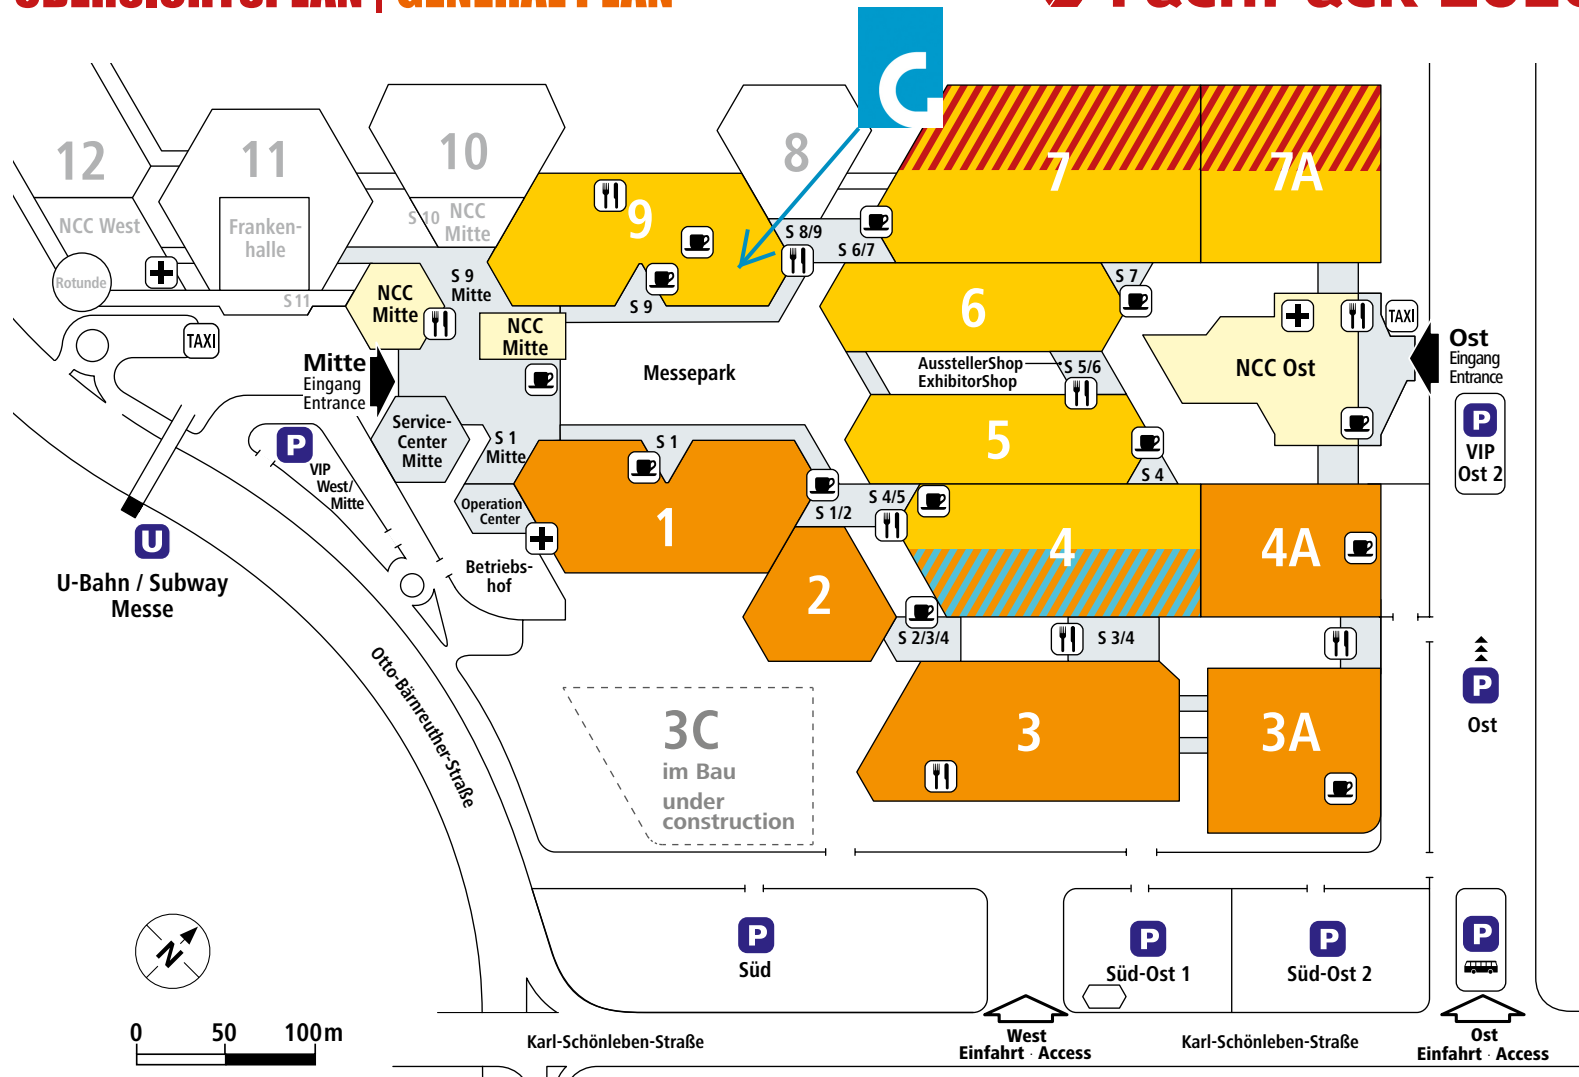 ÜBERSICHTSPLAN | GENERAL PLAN
FachPack
12
NCC West
Rotunde
11
Franken-
halle
S 11
10
S 10
NCC
Mitte
8
9
S 8/9
S 6/7
7
7A
S 9
Mitte
S 9
NCC
Mitte
NCC
Mitte
TAXI
Mitte
Eingang
Entrance
Messepark
6
S 7
AusstellerShop
ExhibitorShop
S 5/6
NCC Ost
TAXI
Ost
Eingang
Entrance
P
VIP
Ost 2
Service-
Center
Mitte
S 1
Mitte
S 1
5
S 4
P
VIP
West/
Mitte
Operation
Center
1
S 4/5
S 1/2
4
4A
U
U-Bahn / Subway
Messe
Betriebs-
hof
2
S 2/3/4
S 3/4
Otto-Bärnreuther-Straße
3C
im Bau
under
construction
3
3A
P
Ost
N
P
Süd
P
Süd-Ost 1
P
Süd-Ost 2
P
0 50 100m
Karl-Schönleben-Straße
West
Einfahrt · Access
Karl-Schönleben-Straße
Ost
Einfahrt · Access